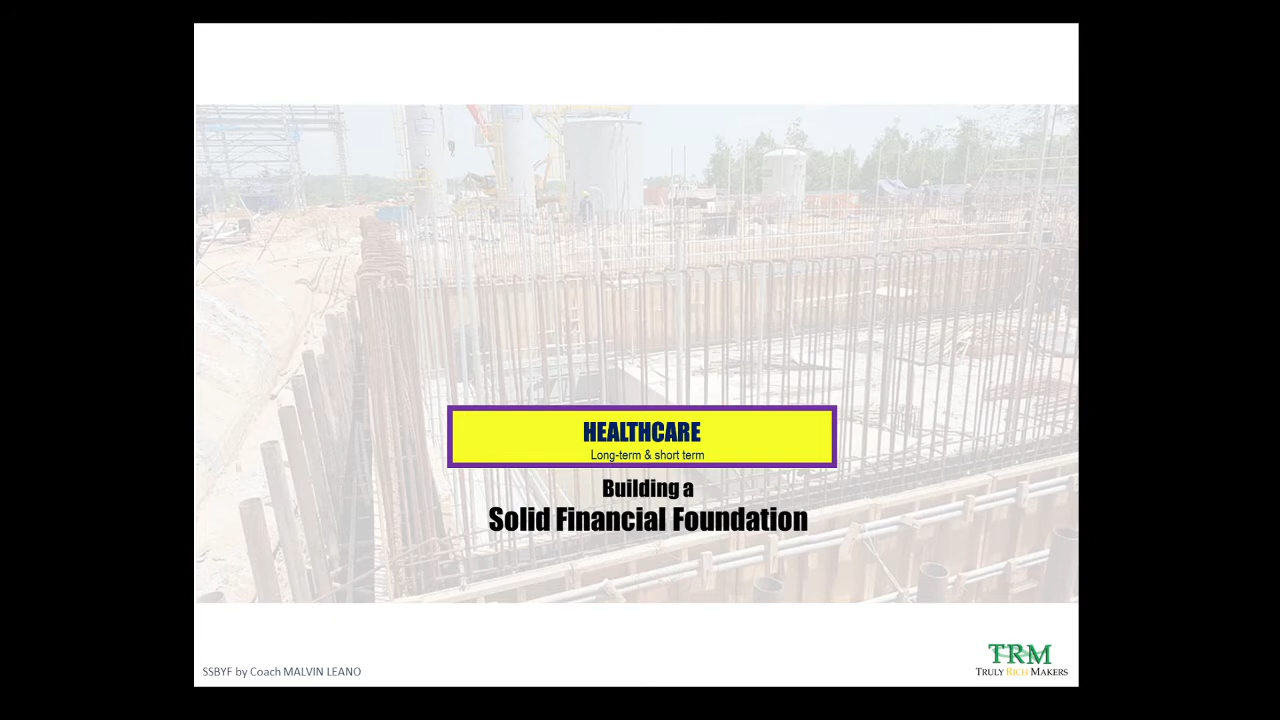 HEALTHCARE
Long-term & short term
Building a
Solid Financial Foundation
SSBYF by Coach MALVIN LEANO
TRM
TRULY RICH MAKERS